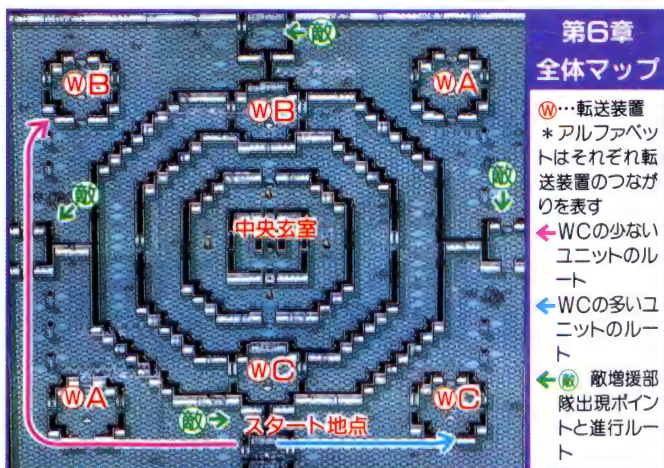 第6章
全体マップ
Ⓦ…転送装置
*アルファベッ
トはそれぞれ転
送装置のつなが
りを表す
←WCの少ない
ユニットのル
ート
←WCの多いユ
ニットのルー
ト
←敵 敵増援部
隊出現ポイン
トと進行ルー
ト
←敵
ⓌB
ⓌA
ⓌB
敵
敵
中央玄室
ⓌC
ⓌA
ⓌC
敵→
スタート地点